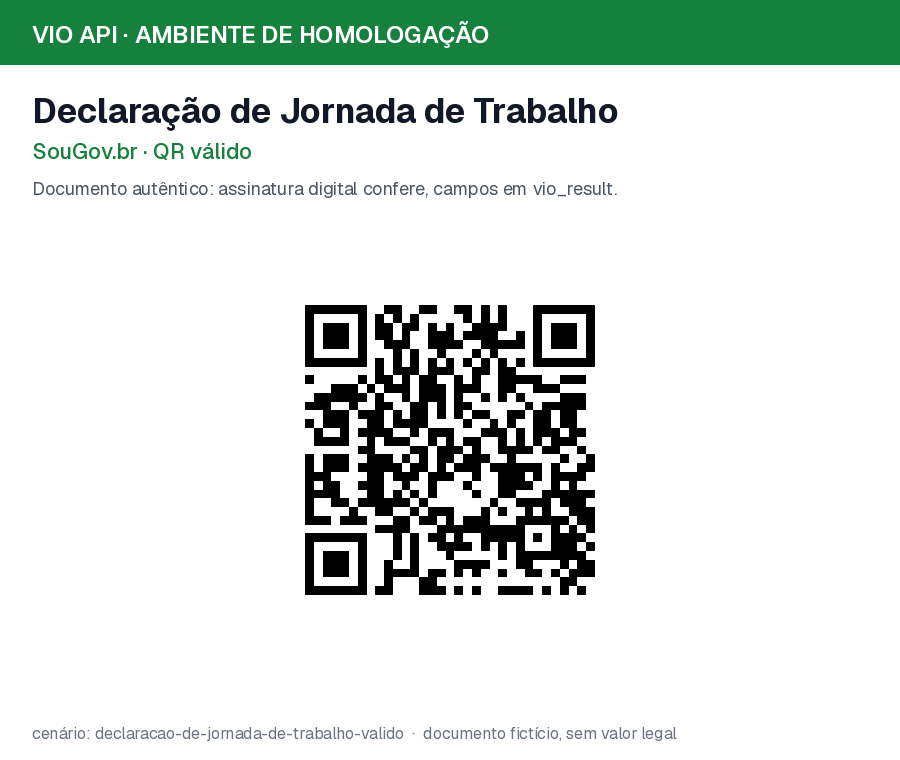 VIO API · AMBIENTE DE HOMOLOGAÇÃO
Declaração de Jornada de Trabalho
SouGov.br · QR válido
Documento autêntico: assinatura digital confere, campos em vio_result.
cenário: declaracao-de-jornada-de-trabalho-valido · documento fictício, sem valor legal